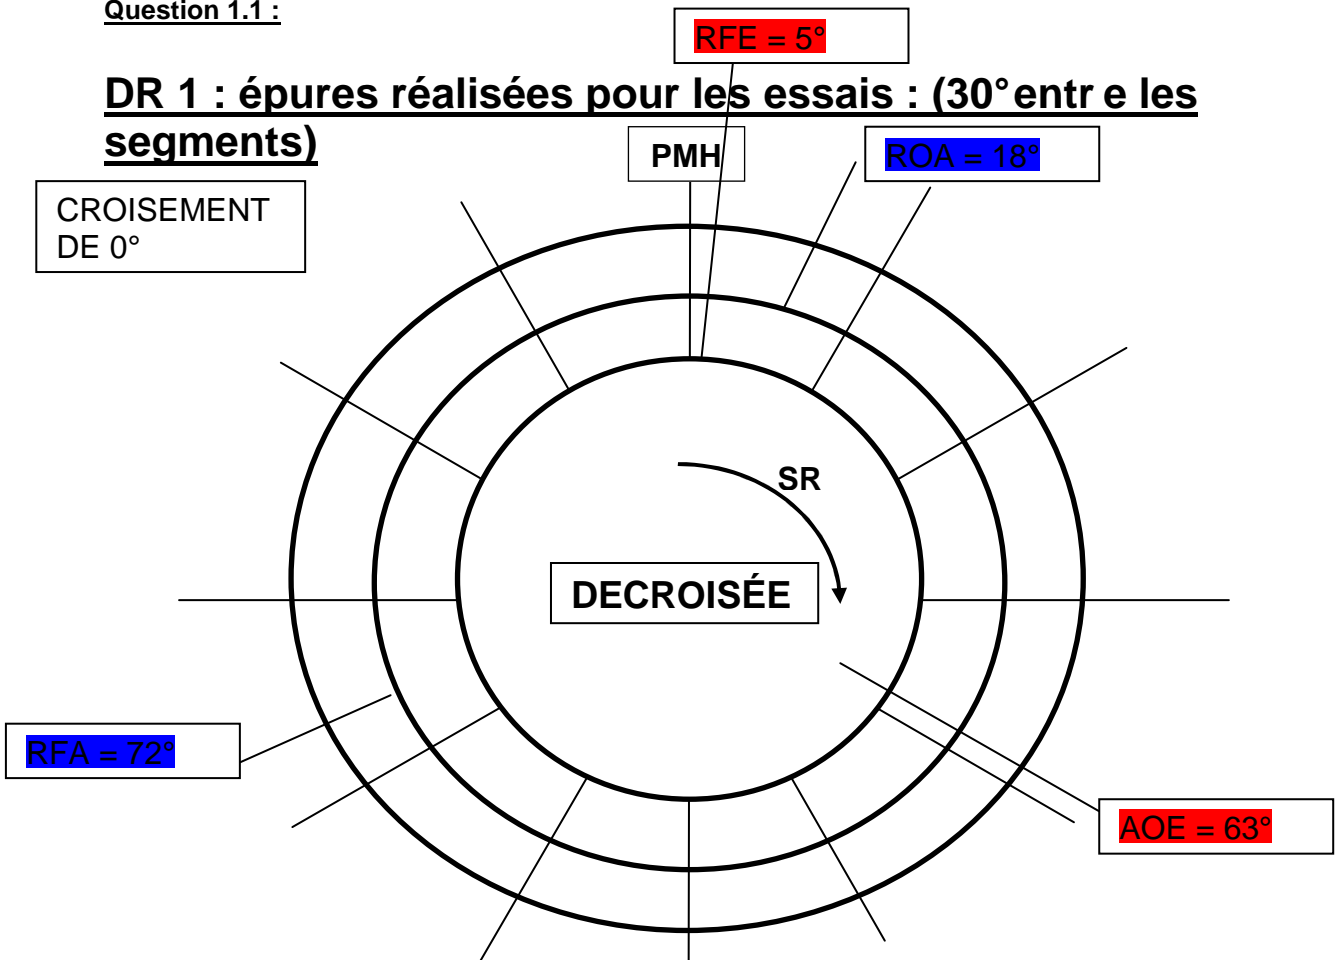 Question 1.1 :
RFE = 5°
DR 1 : épures réalisées pour les essais : (30° entr e les
segments)
PMH
ROA = 18°
CROISEMENT
DE 0°
SR
DECROISÉE
RFA = 72°
AOE = 63°